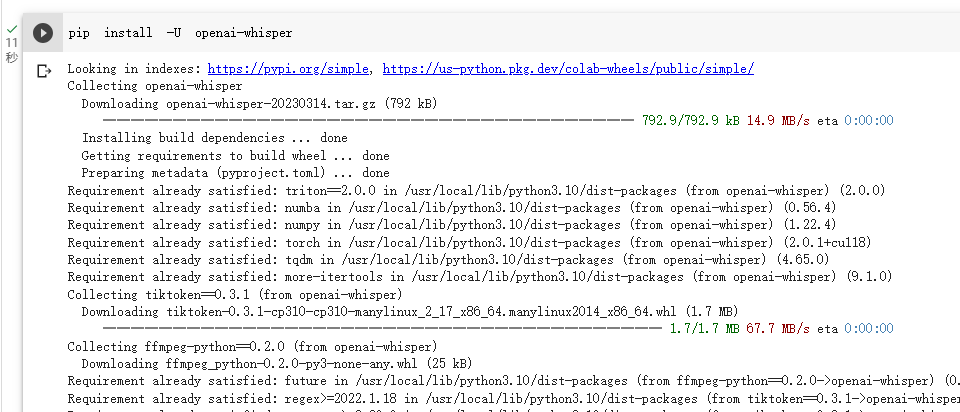 pip install -U openai-whisper
11
秒
Looking in indexes: https://pypi.org/simple, https://us-python.pkg.dev/colab-wheels/public/simple/
Collecting openai-whisper
Downloading openai-whisper-20230314.tar.gz (792 kB)
792.9/792.9 kB 14.9 MB/s eta 0:00:00
Installing build dependencies ... done
Getting requirements to build wheel ... done
Preparing metadata (pyproject.toml) ... done
Requirement already satisfied: triton==2.0.0 in /usr/local/lib/python3.10/dist-packages (from openai-whisper) (2.0.0)
Requirement already satisfied: numba in /usr/local/lib/python3.10/dist-packages (from openai-whisper) (0.56.4)
Requirement already satisfied: numpy in /usr/local/lib/python3.10/dist-packages (from openai-whisper) (1.22.4)
Requirement already satisfied: torch in /usr/local/lib/python3.10/dist-packages (from openai-whisper) (2.0.1+cu118)
Requirement already satisfied: tqdm in /usr/local/lib/python3.10/dist-packages (from openai-whisper) (4.65.0)
Requirement already satisfied: more-itertools in /usr/local/lib/python3.10/dist-packages (from openai-whisper) (9.1.0)
Collecting tiktoken==0.3.1 (from openai-whisper)
Downloading tiktoken-0.3.1-cp310-cp310-manylinux_2_17_x86_64.manylinux2014_x86_64.whl (1.7 MB)
1.7/1.7 MB 67.7 MB/s eta 0:00:00
Collecting ffmpeg-python==0.2.0 (from openai-whisper)
Downloading ffmpeg_python-0.2.0-py3-none-any.whl (25 kB)
Requirement already satisfied: future in /usr/local/lib/python3.10/dist-packages (from ffmpeg-python==0.2.0->openai-whisper) (0.
Requirement already satisfied: regex>=2022.1.18 in /usr/local/lib/python3.10/dist-packages (from tiktoken==0.3.1->openai-whisper